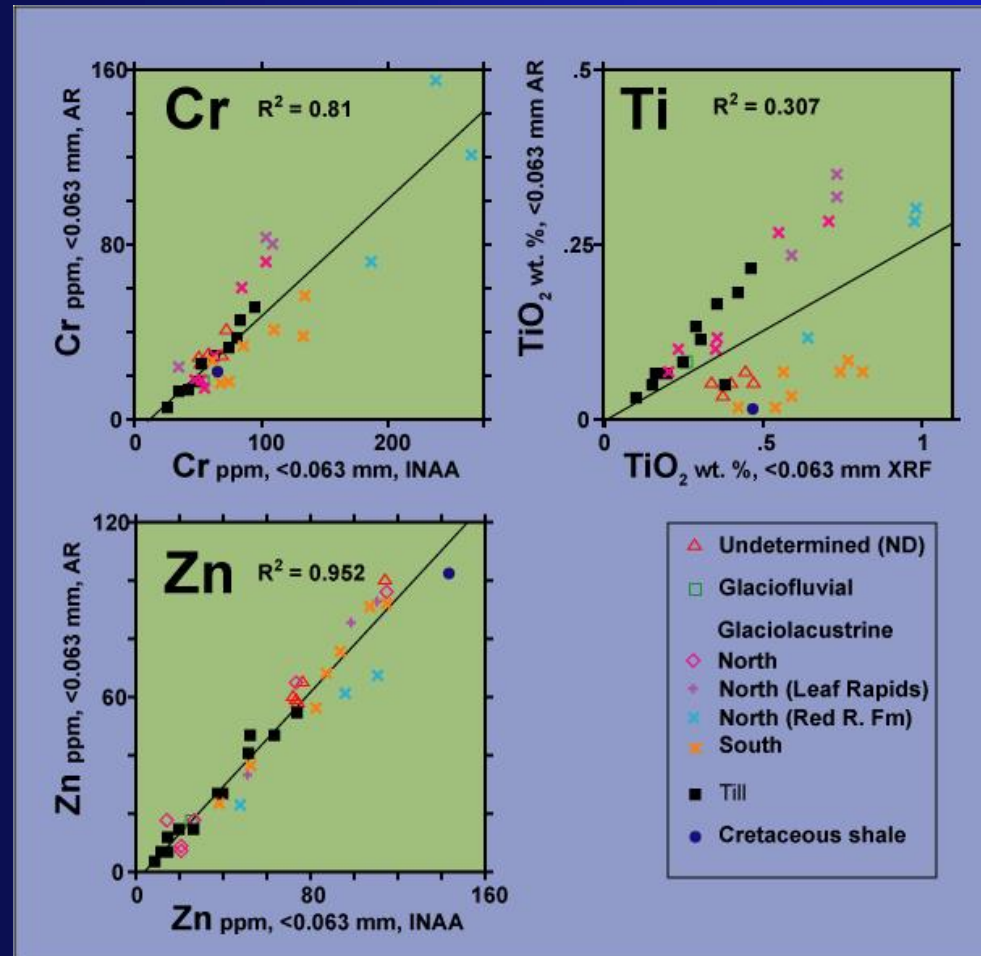 160
Cr
R² = 0.81
80
0
0
100
200
Cr ppm, <0.063 mm, AR
Cr ppm, <0.063 mm, INAA
.5
Ti
R² = 0.307
.25
0
0
.5
1
TiO₂ wt. %, <0.063 mm AR
TiO₂ wt. %, <0.063 mm XRF
120
Zn
R² = 0.952
60
0
0
80
160
Zn ppm, <0.063 mm, AR
Zn ppm, <0.063 mm, INAA
Undetermined (ND)
Glaciofluvial
Glaciolacustrine
North
North (Leaf Rapids)
North (Red R. Fm)
South
Till
Cretaceous shale